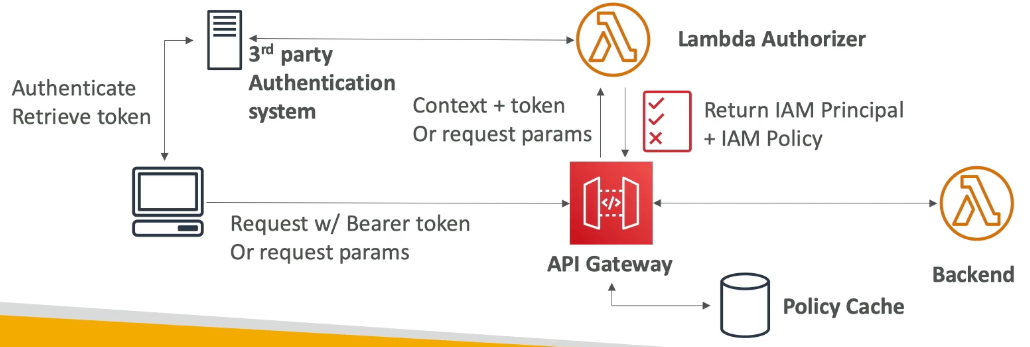 Lambda Authorizer
3rd party
Authentication
system
Authenticate
Retrieve token
Context + token
Or request params
Return IAM Principal
+ IAM Policy
</>
Request w/ Bearer token
Or request params
API Gateway
Backend
Policy Cache